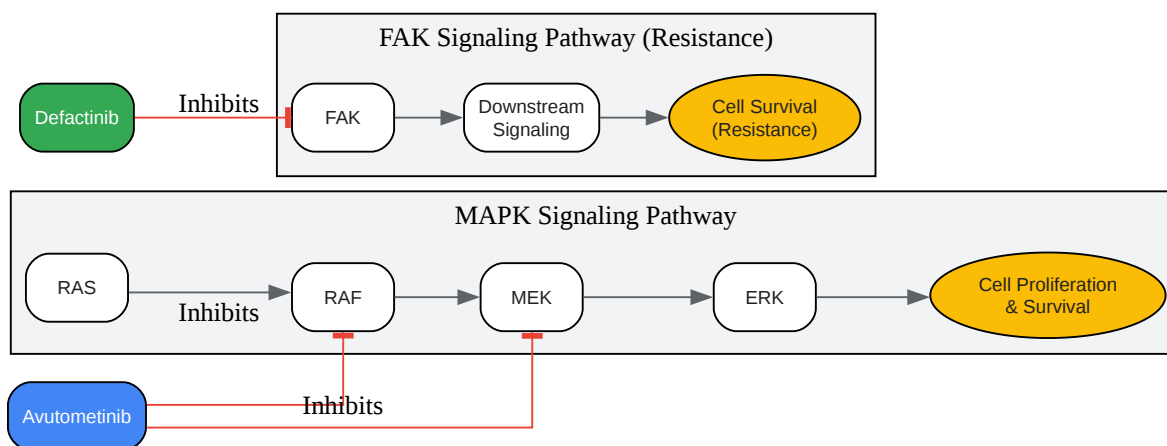 FAK Signaling Pathway (Resistance)
Defactinib
Inhibits
FAK
Downstream
Signaling
Cell Survival
(Resistance)
MAPK Signaling Pathway
RAS
Inhibits
RAF
MEK
ERK
Cell Proliferation
& Survival
Avutometinib
Inhibits